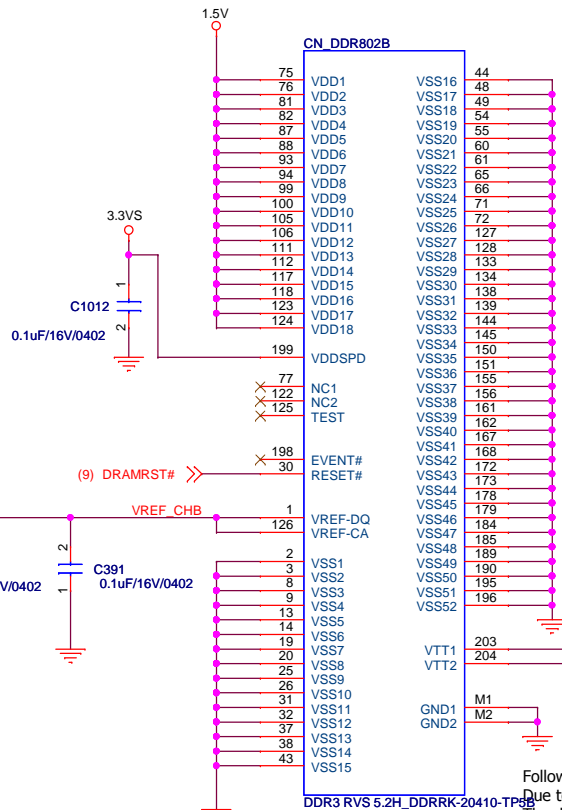 1.5V
CN_DDR802B
75 VDD1 VSS16 44
76 VDD2 VSS17 48
81 VDD3 VSS18 49
82 VDD4 VSS19 54
87 VDD5 VSS20 55
88 VDD6 VSS21 60
93 VDD7 VSS22 61
94 VDD8 VSS23 65
99 VDD9 VSS24 66
100 VDD10 VSS25 71
105 VDD11 VSS26 72
106 VDD12 VSS27 127
111 VDD13 VSS28 128
112 VDD14 VSS29 133
117 VDD15 VSS30 134
118 VDD16 VSS31 138
123 VDD17 VSS32 139
124 VDD18 VSS33 144
VSS34 145
199 VDDSPD VSS35 150
VSS36 151
77 NC1 VSS37 155
122 NC2 VSS38 156
125 TEST VSS39 161
VSS40 162
VSS41 167
198 EVENT# VSS42 168
30 RESET# VSS43 172
VSS44 173
VSS45 178
1 VREF-DQ VSS46 179
126 VREF-CA VSS47 184
VSS48 185
2 VSS1 VSS49 189
3 VSS2 VSS50 190
8 VSS3 VSS51 195
9 VSS4 VSS52 196
13 VSS5
14 VSS6
19 VSS7 VTT1 203
20 VSS8 VTT2 204
25 VSS9
26 VSS10
31 VSS11 GND1 M1
32 VSS12 GND2 M2
37 VSS13
38 VSS14
43 VSS15
3.3VS
1
C1012
2
0.1uF/16V/0402
(9) DRAMRST#
VREF_CHB
2
C391
1
0.1uF/16V/0402
V/0402
DDR3 RVS 5.2H_DDRRK-20410-TP5B
Follow
Due to